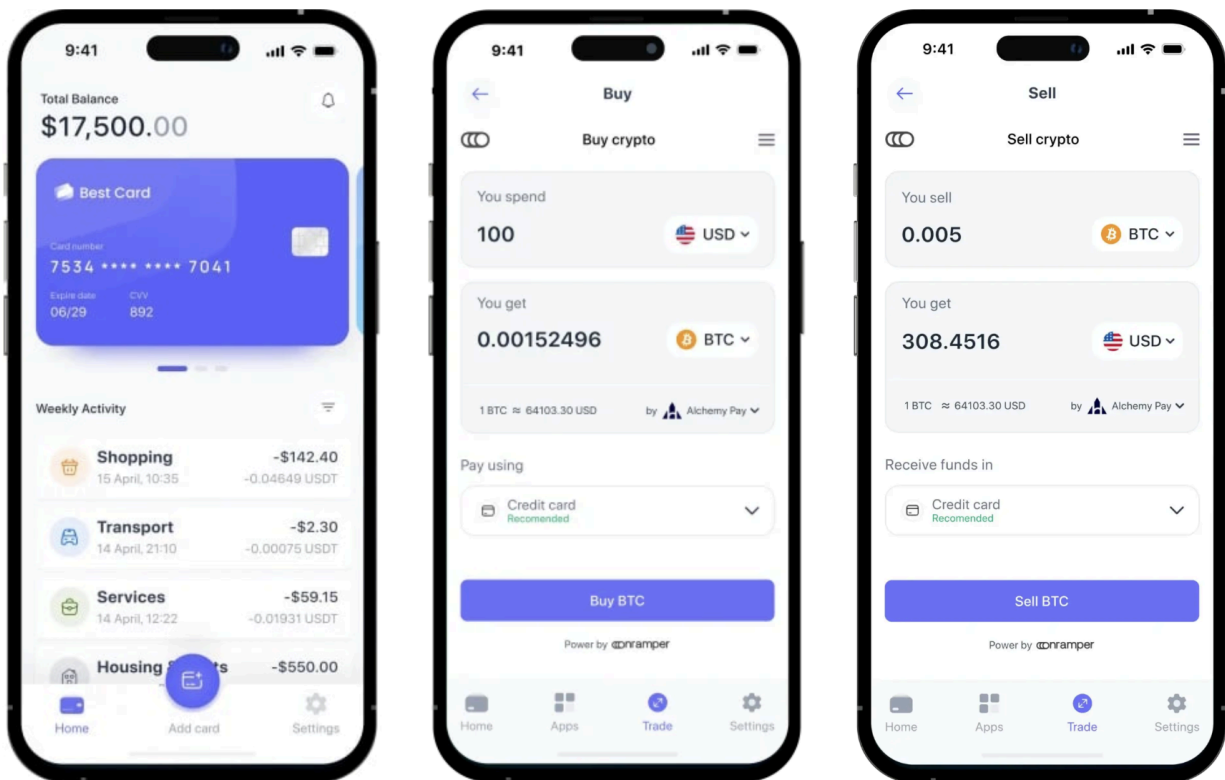 9:41
Total Balance
$17,500.00
Best Card
Card number
7534 **** **** 7041
Expire date CVV
06/29 892
Weekly Activity
Shopping -$142.40
15 April, 10:35 -0.04649 USDT
Transport -$2.30
14 April, 21:10 -0.00075 USDT
Services -$59.15
14 April, 12:22 -0.01931 USDT
Housing -$550.00
Home Add card Settings
9:41
Buy
Buy crypto
You spend
100 USD
You get
0.00152496 BTC
1 BTC ≈ 64103.30 USD by Alchemy Pay
Pay using
Credit card
Recomended
Buy BTC
Power by onramper
Home Apps Trade Settings
9:41
Sell
Sell crypto
You sell
0.005 BTC
You get
308.4516 USD
1 BTC ≈ 64103.30 USD by Alchemy Pay
Receive funds in
Credit card
Recomended
Sell BTC
Power by onramper
Home Apps Trade Settings